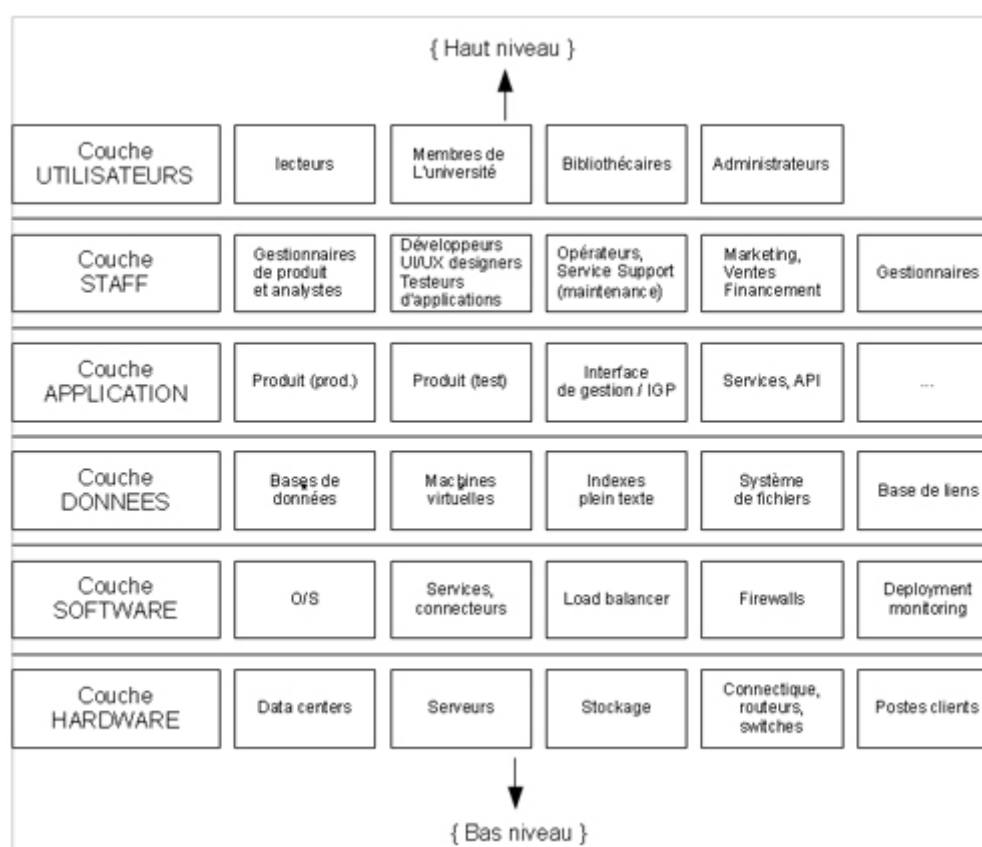 { Haut niveau }
Couche
UTILISATEURS
lecteurs
Membres de
L'université
Bibliothécaires
Administrateurs
Couche
STAFF
Gestionnaires
de produit
et analystes
Développeurs
UI/UX designers
Testeurs
d'applications
Opérateurs,
Service Support
(maintenance)
Marketing,
Ventes
Financement
Gestionnaires
Couche
APPLICATION
Produit (prod.)
Produit (test)
Interface
de gestion / IGP
Services, API
...
Couche
DONNEES
Bases de
données
Machines
virtuelles
Indexes
plein texte
Système
de fichiers
Base de liens
Couche
SOFTWARE
O/S
Services,
connecteurs
Load balancer
Firewalls
Deployment
monitoring
Couche
HARDWARE
Data centers
Serveurs
Stockage
Connectique,
routeurs,
switches
Postes clients
{ Bas niveau }